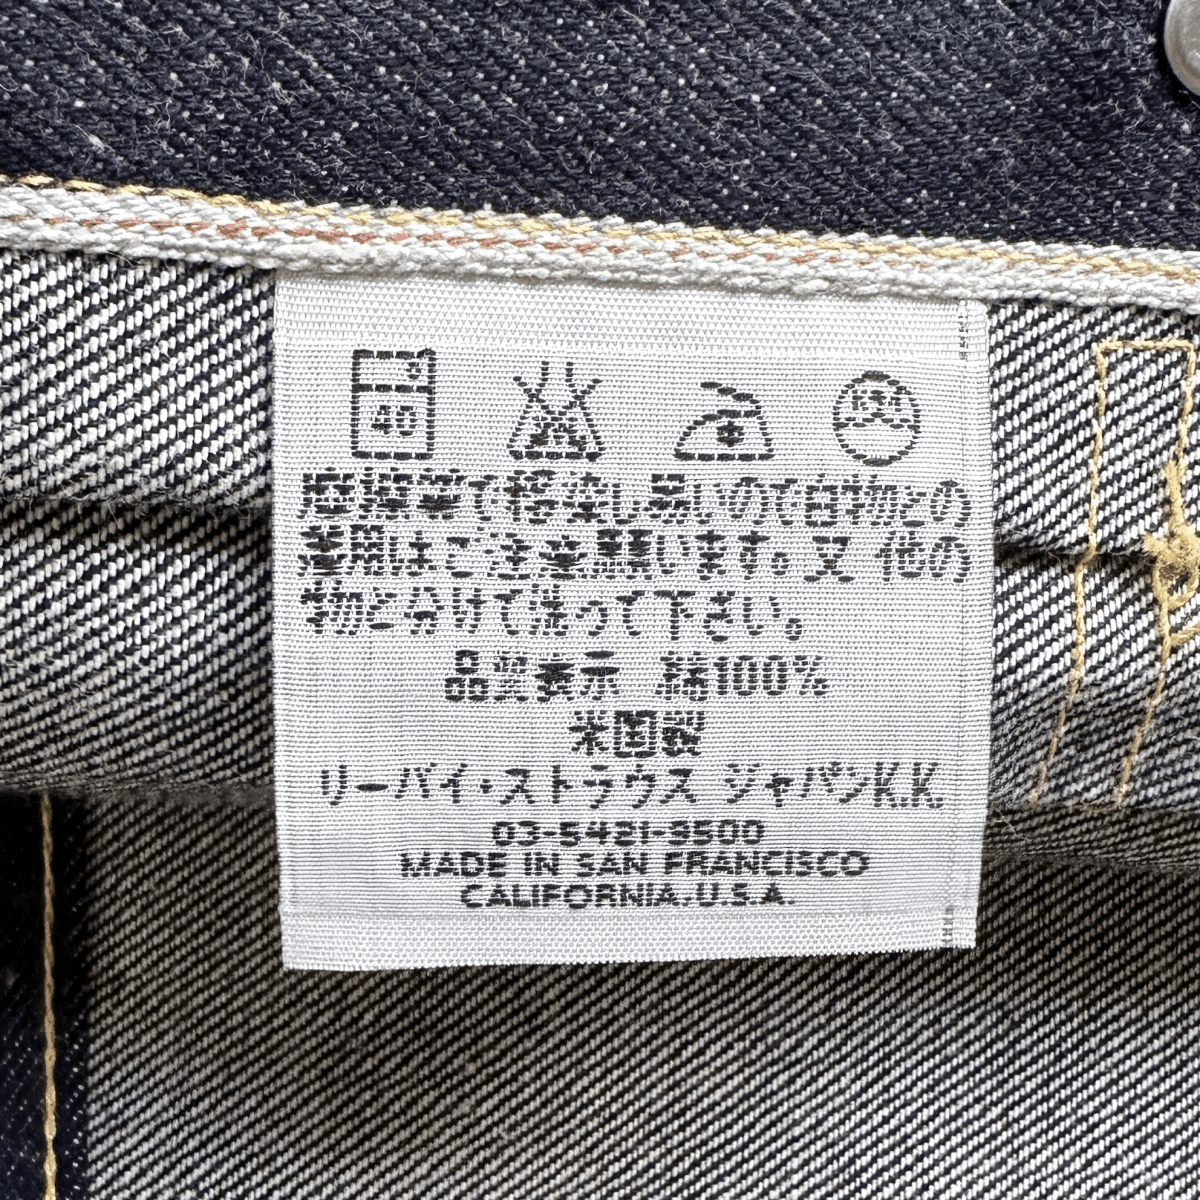 40
摩擦等で移染し易いので白物との
着用はご注意願います。又 他の
物と分けて洗って下さい。
品質表示 綿100%
米国製
リーバイ・ストラウス ジャパンK.K.
03-5421-9500
MADE IN SAN FRANCISCO
CALIFORNIA.U.S.A.